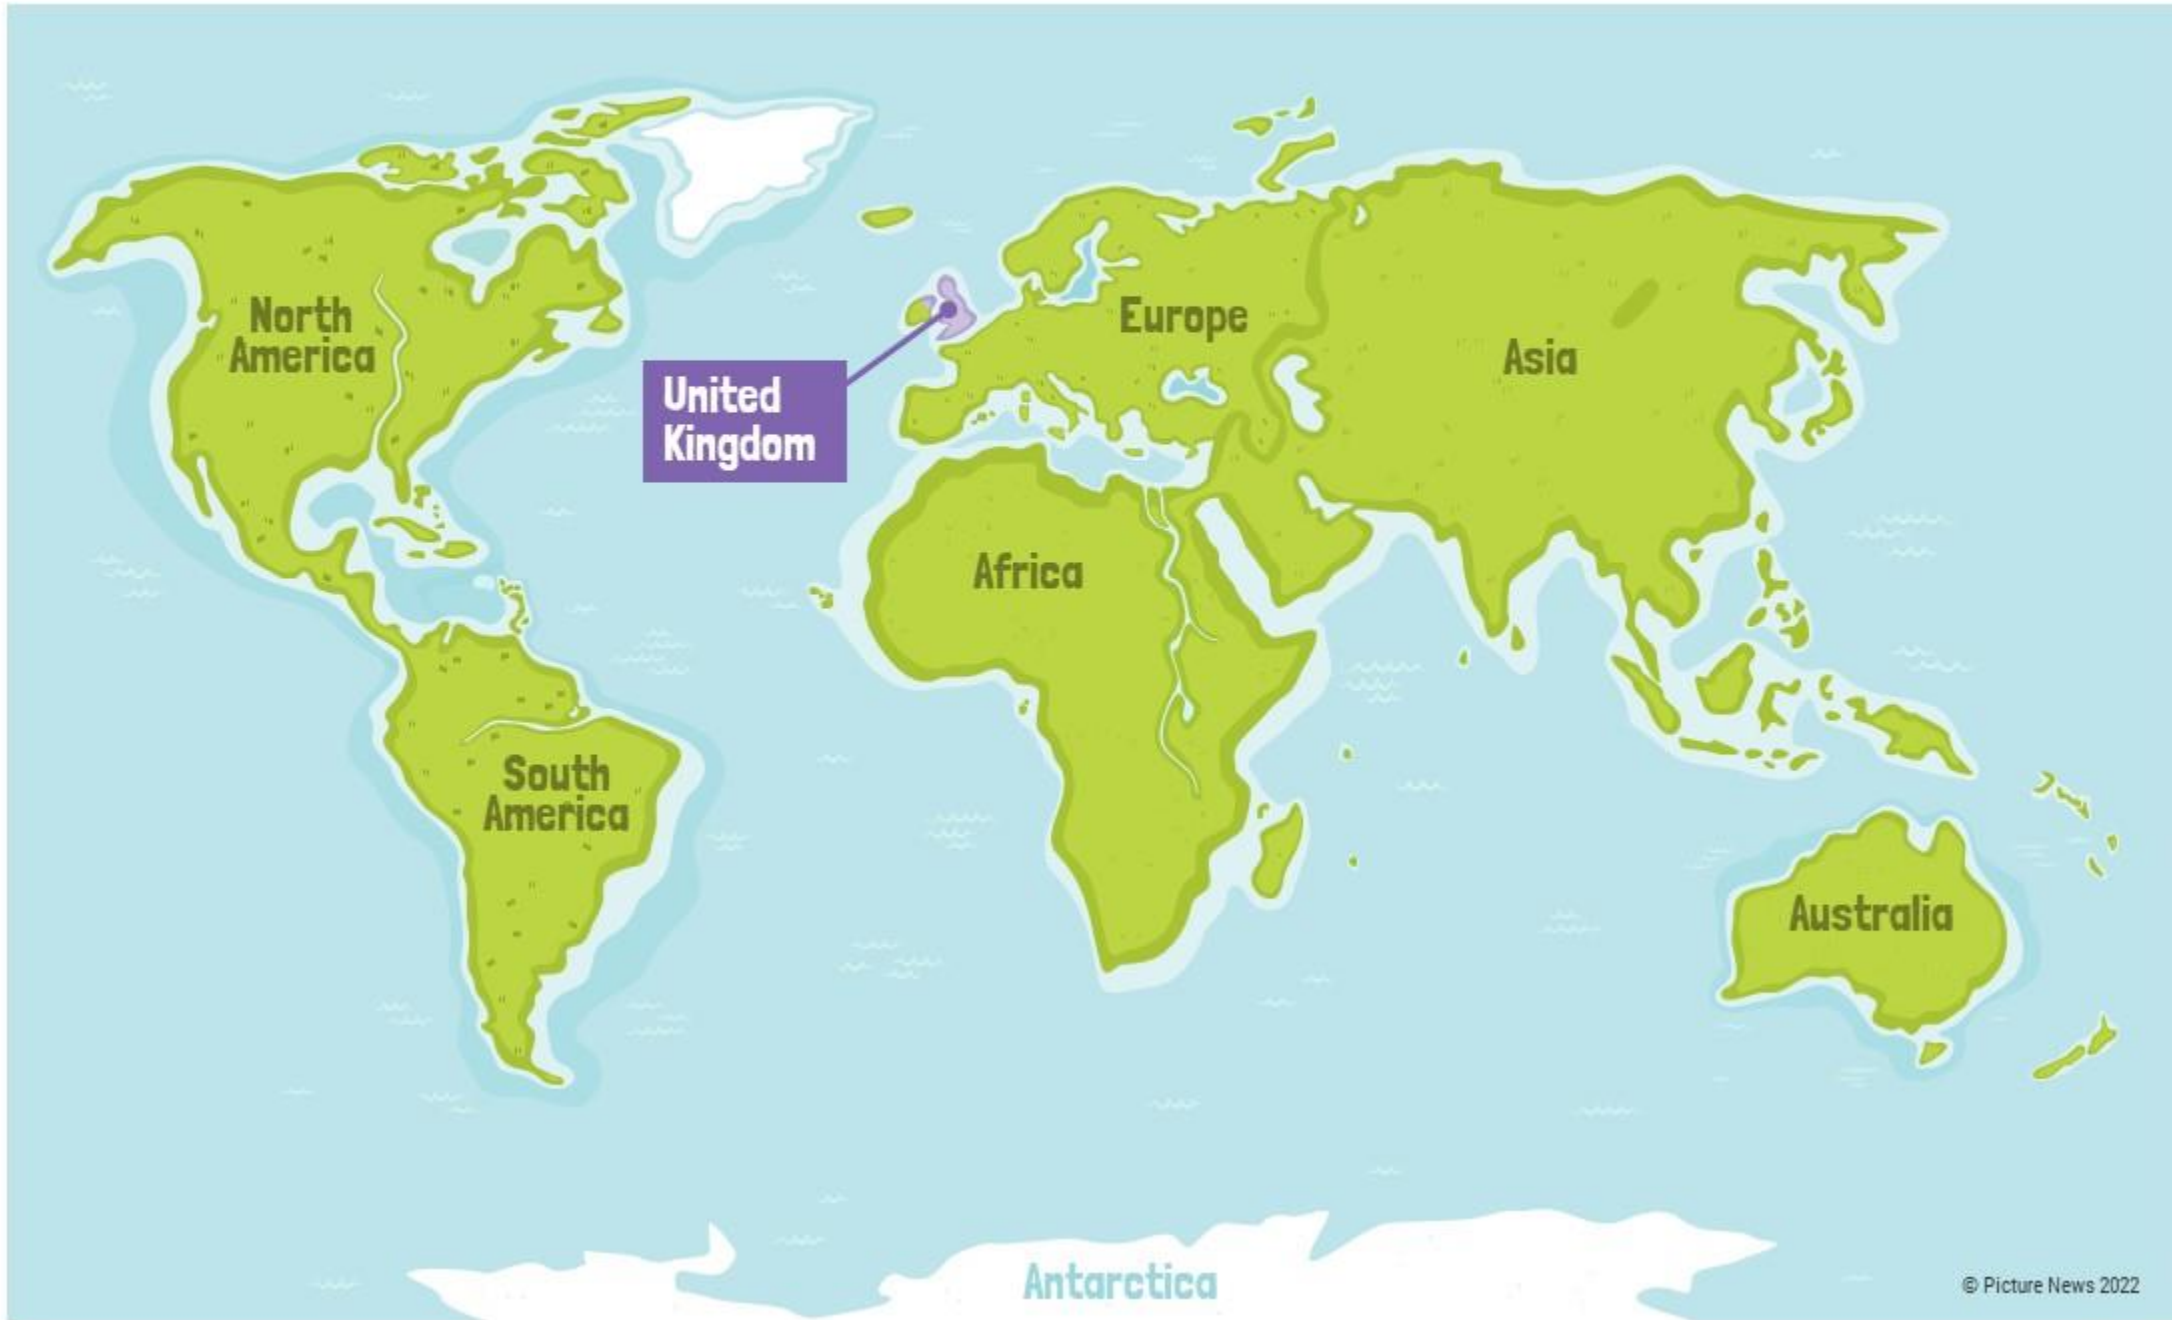 North
America
United
Kingdom
Europe
Asia
Africa
South
America
Australia
Antarctica
© Picture News 2022